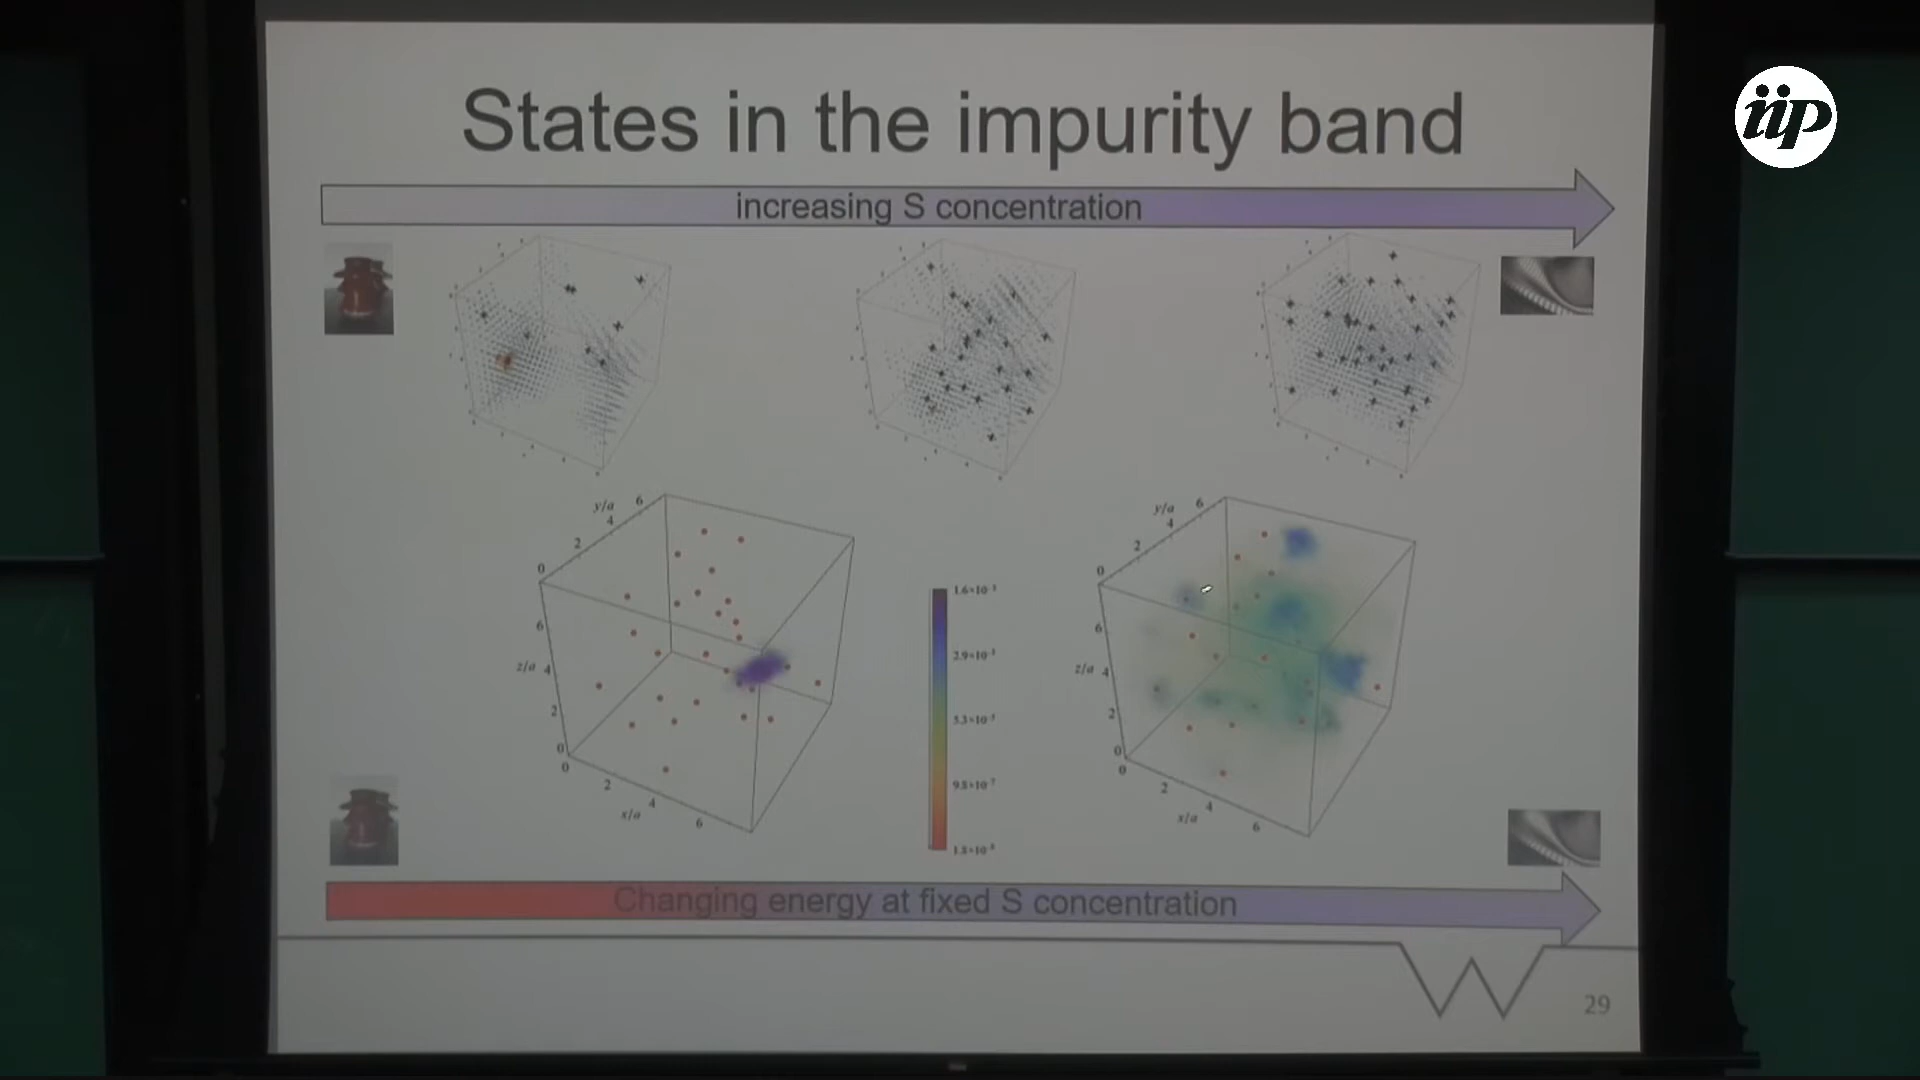 iip
States in the impurity band
increasing S concentration
y/a
6
4
2
0
6
z/a
4
2
0
0
2
4
x/a
6
y/a
6
4
2
0
6
z/a
4
2
0
0
2
4
x/a
6
Changing energy at fixed S concentration
29